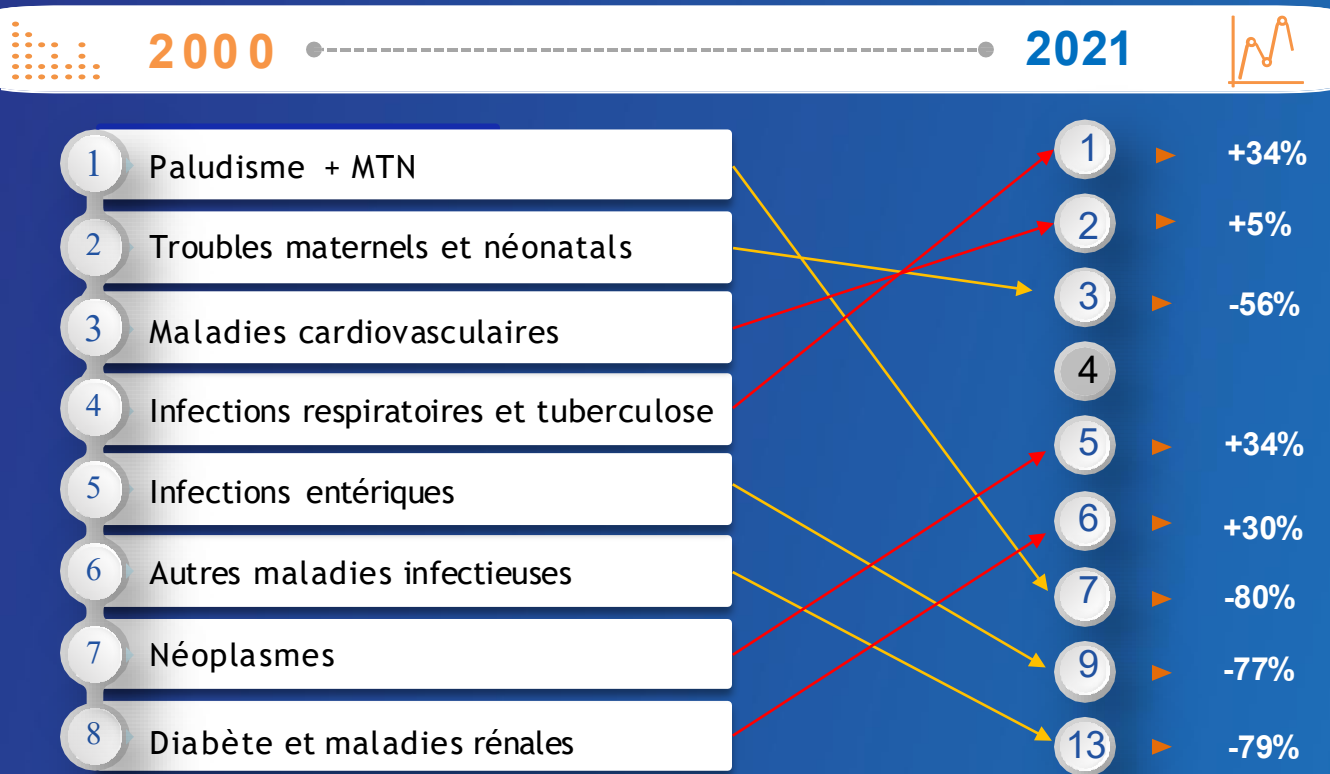 2000 2021
1 Paludisme + MTN 1 +34%
2 Troubles maternels et néonatals 2 +5%
3 Maladies cardiovasculaires 3 -56%
4 Infections respiratoires et tuberculose 4
5 Infections entériques 5 +34%
6 Autres maladies infectieuses 6 +30%
7 Néoplasmes 7 -80%
8 Diabète et maladies rénales 9 -77%
13 -79%